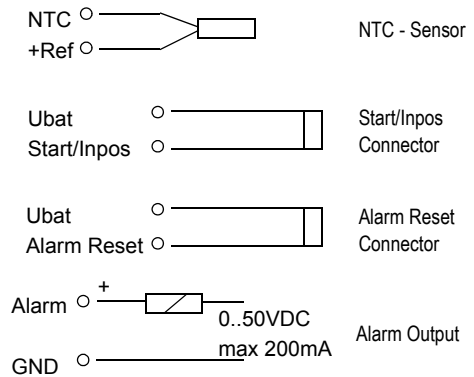 NTC
+Ref
NTC - Sensor
Ubat
Start/Inpos
Start/Inpos
Connector
Ubat
Alarm Reset
Alarm Reset
Connector
Alarm
+
0..50VDC
max 200mA
Alarm Output
GND